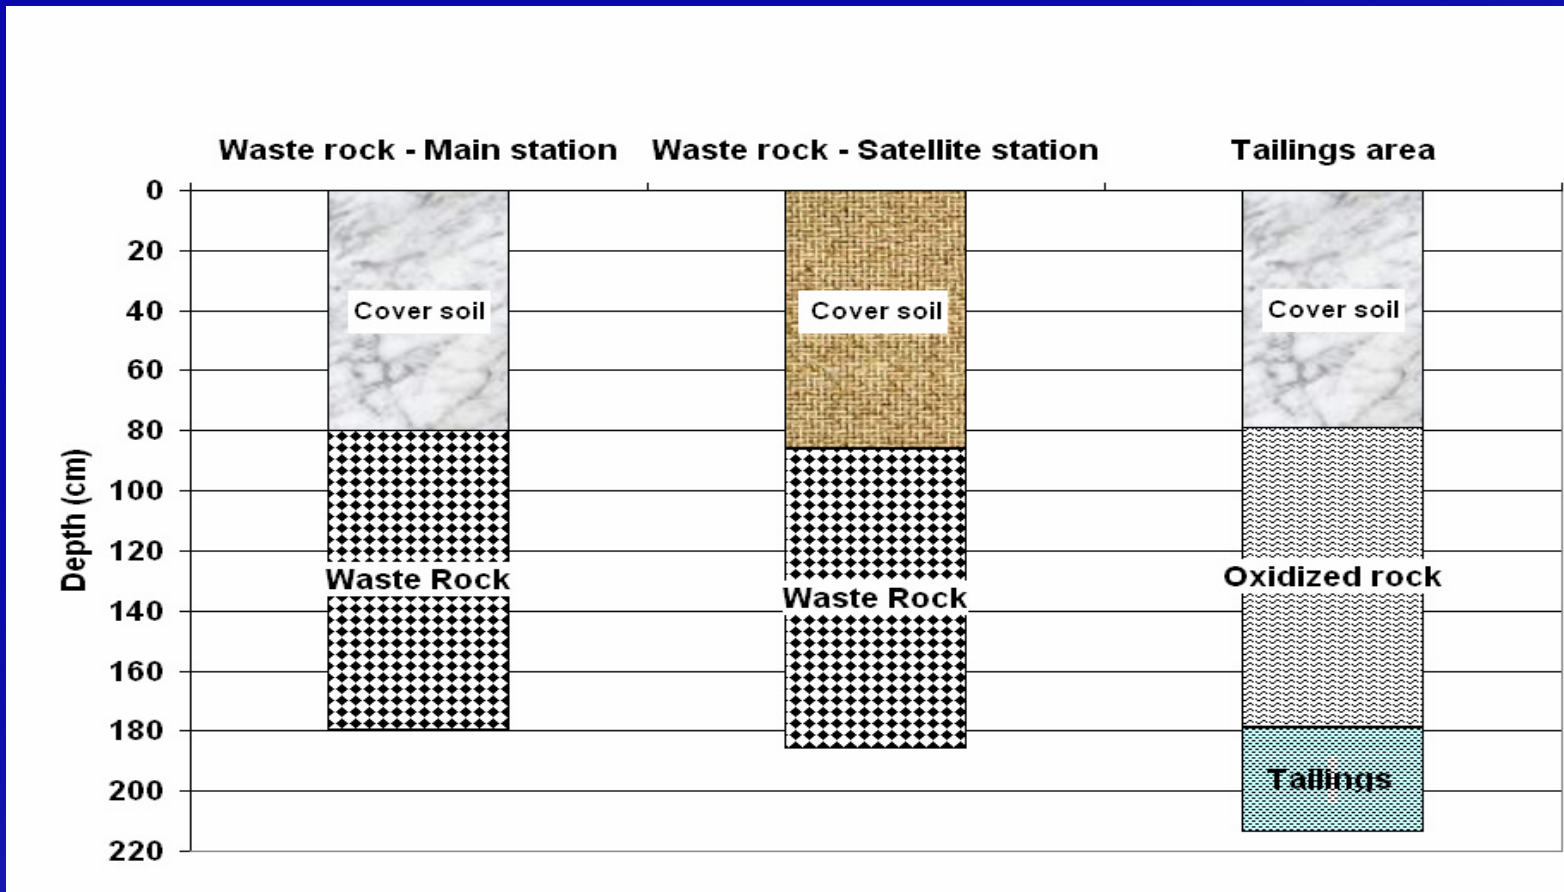 Waste rock - Main station
Waste rock - Satellite station
Tailings area
0
20
40
60
80
100
120
140
160
180
200
220
Depth (cm)
Cover soil
Waste Rock
Cover soil
Waste Rock
Cover soil
Oxidized rock
Tailings